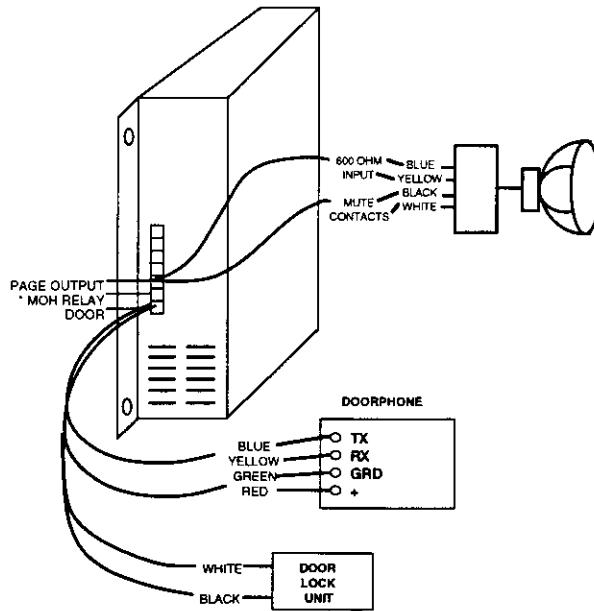 600 OHM
INPUT
BLUE
YELLOW
BLACK
WHITE
MUTE
CONTACTS
PAGE OUTPUT
* MOH RELAY
DOOR
DOORPHONE
BLUE
YELLOW
GREEN
RED
TX
RX
GRD
+
WHITE
BLACK
DOOR
LOCK
UNIT